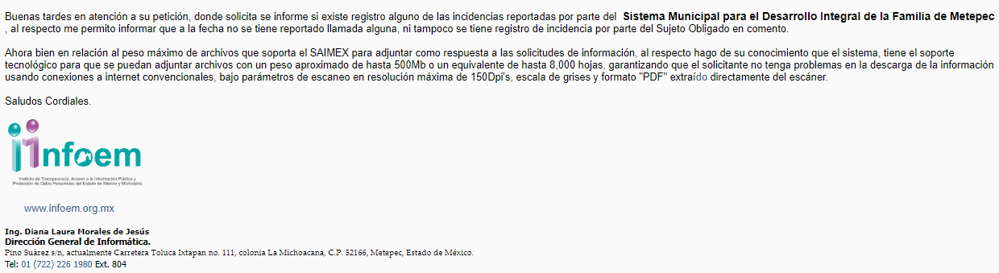 Buenas tardes en atención a su petición, donde solicita se informe si existe registro alguno de las incidencias reportadas por parte del Sistema Municipal para el Desarrollo Integral de la Familia de Metepec
, al respecto me permito informar que a la fecha no se tiene reportado llamada alguna, ni tampoco se tiene registro de incidencia por parte del Sujeto Obligado en comento.
Ahora bien en relación al peso máximo de archivos que soporta el SAIMEX para adjuntar como respuesta a las solicitudes de información, al respecto hago de su conocimiento que el sistema, tiene el soporte
tecnológico para que se puedan adjuntar archivos con un peso aproximado de hasta 500Mb o un equivalente de hasta 8,000 hojas, garantizando que el solicitante no tenga problemas en la descarga de la información
usando conexiones a internet convencionales, bajo parámetros de escaneo en resolución máxima de 150Dpi's, escala de grises y formato "PDF" extraído directamente del escáner.
Saludos Cordiales.
infoem
Instituto de Transparencia, Acceso a la Información Pública y
Protección de Datos Personales del Estado de México y Municipios
www.infoem.org.mx
Ing. Diana Laura Morales de Jesús
Dirección General de Informática.
Pino Suárez s/n, actualmente Carretera Toluca Ixtapan no. 111, colonia La Michoacana, C.P. 52166, Metepec, Estado de México.
Tel: 01 (722) 226 1980 Ext. 804